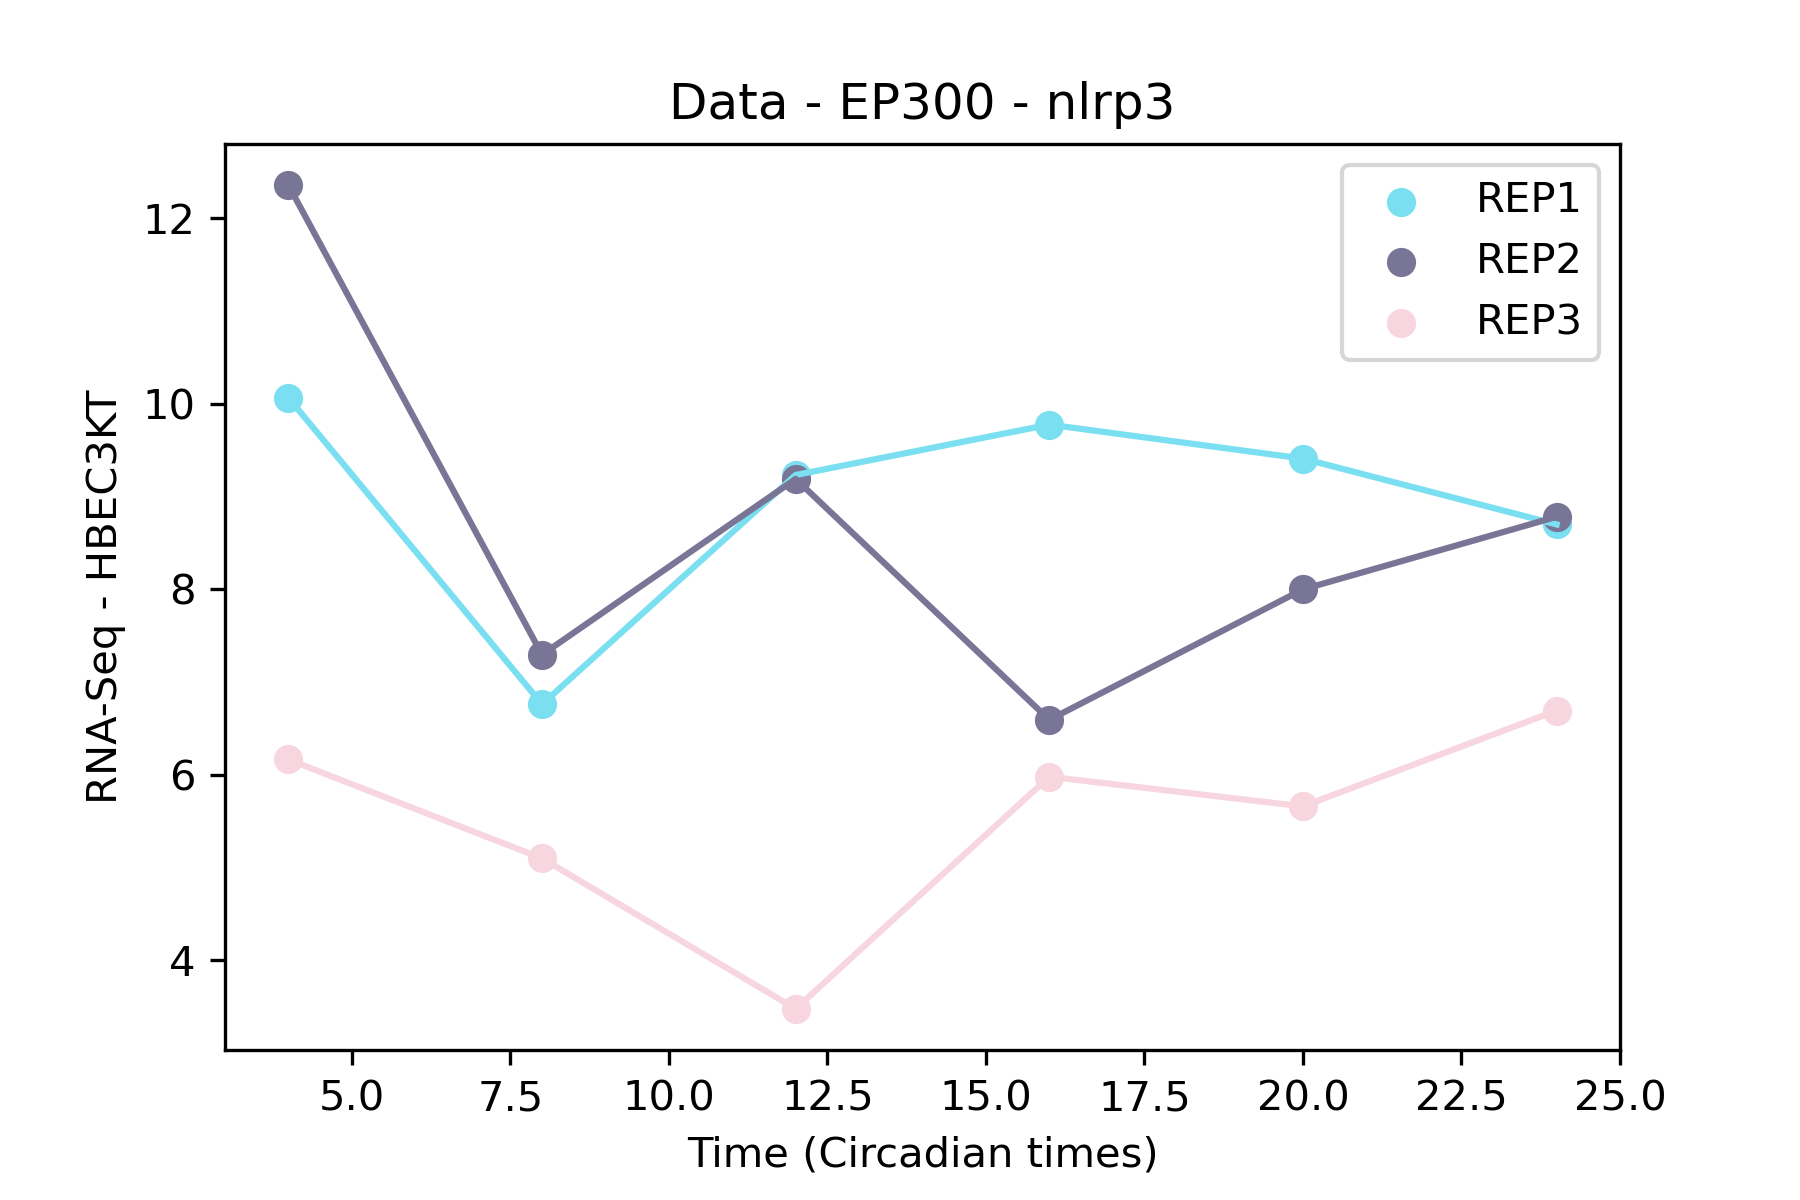 Data - EP300 - nlrp3
REP1
REP2
REP3
12
10
8
6
4
RNA-Seq - HBEC3KT
5.0 7.5 10.0 12.5 15.0 17.5 20.0 22.5 25.0
Time (Circadian times)